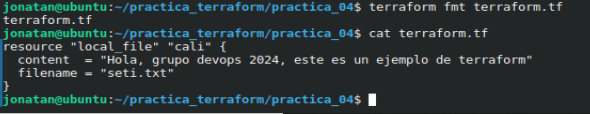 jonatan@ubuntu:~/practica_terraform/practica_04$ terraform fmt terraform.tf
terraform.tf
jonatan@ubuntu:~/practica_terraform/practica_04$ cat terraform.tf
resource "local_file" "cali" {
  content  = "Hola, grupo devops 2024, este es un ejemplo de terraform"
  filename = "seti.txt"
}
jonatan@ubuntu:~/practica_terraform/practica_04$